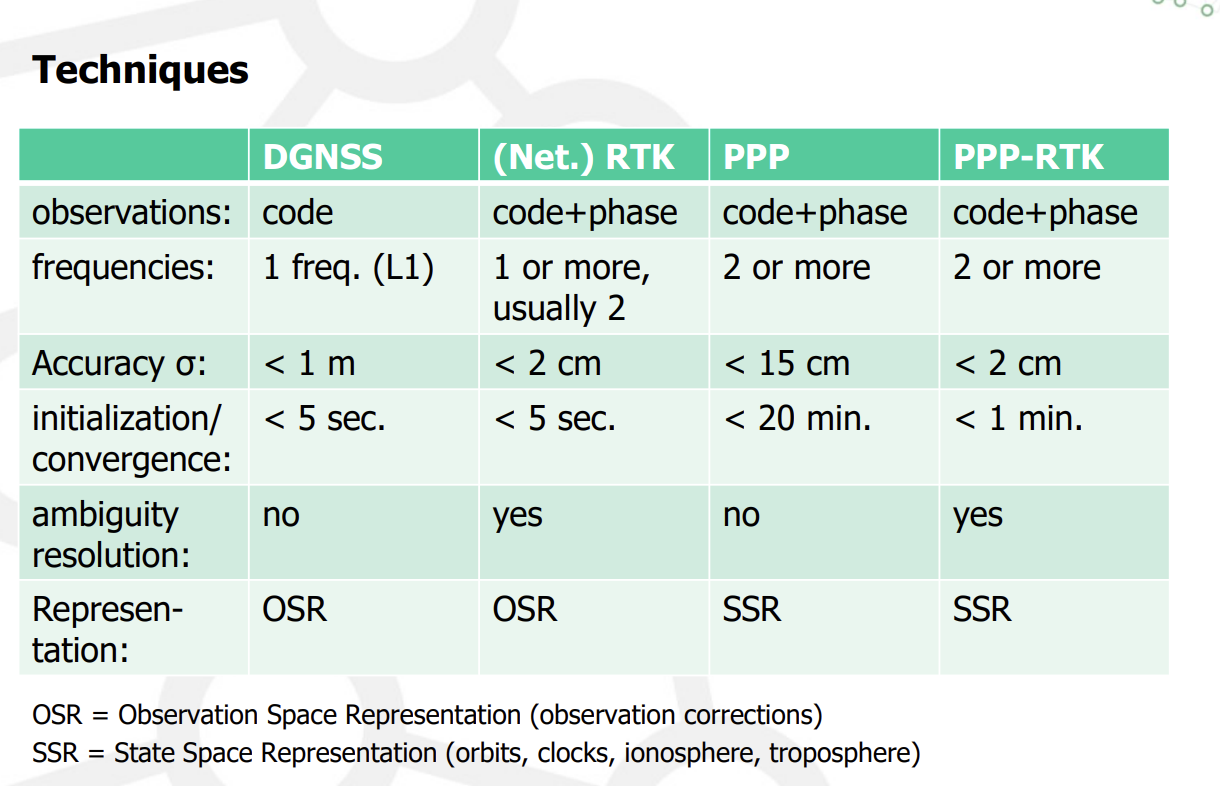 Techniques
DGNSS (Net.) RTK PPP PPP-RTK
observations: code code+phase code+phase code+phase
frequencies: 1 freq. (L1) 1 or more, 2 or more 2 or more
usually 2
Accuracy σ: < 1 m < 2 cm < 15 cm < 2 cm
initialization/ < 5 sec. < 5 sec. < 20 min. < 1 min.
convergence:
ambiguity no yes no yes
resolution:
Represen- OSR OSR SSR SSR
tation:
OSR = Observation Space Representation (observation corrections)
SSR = State Space Representation (orbits, clocks, ionosphere, troposphere)